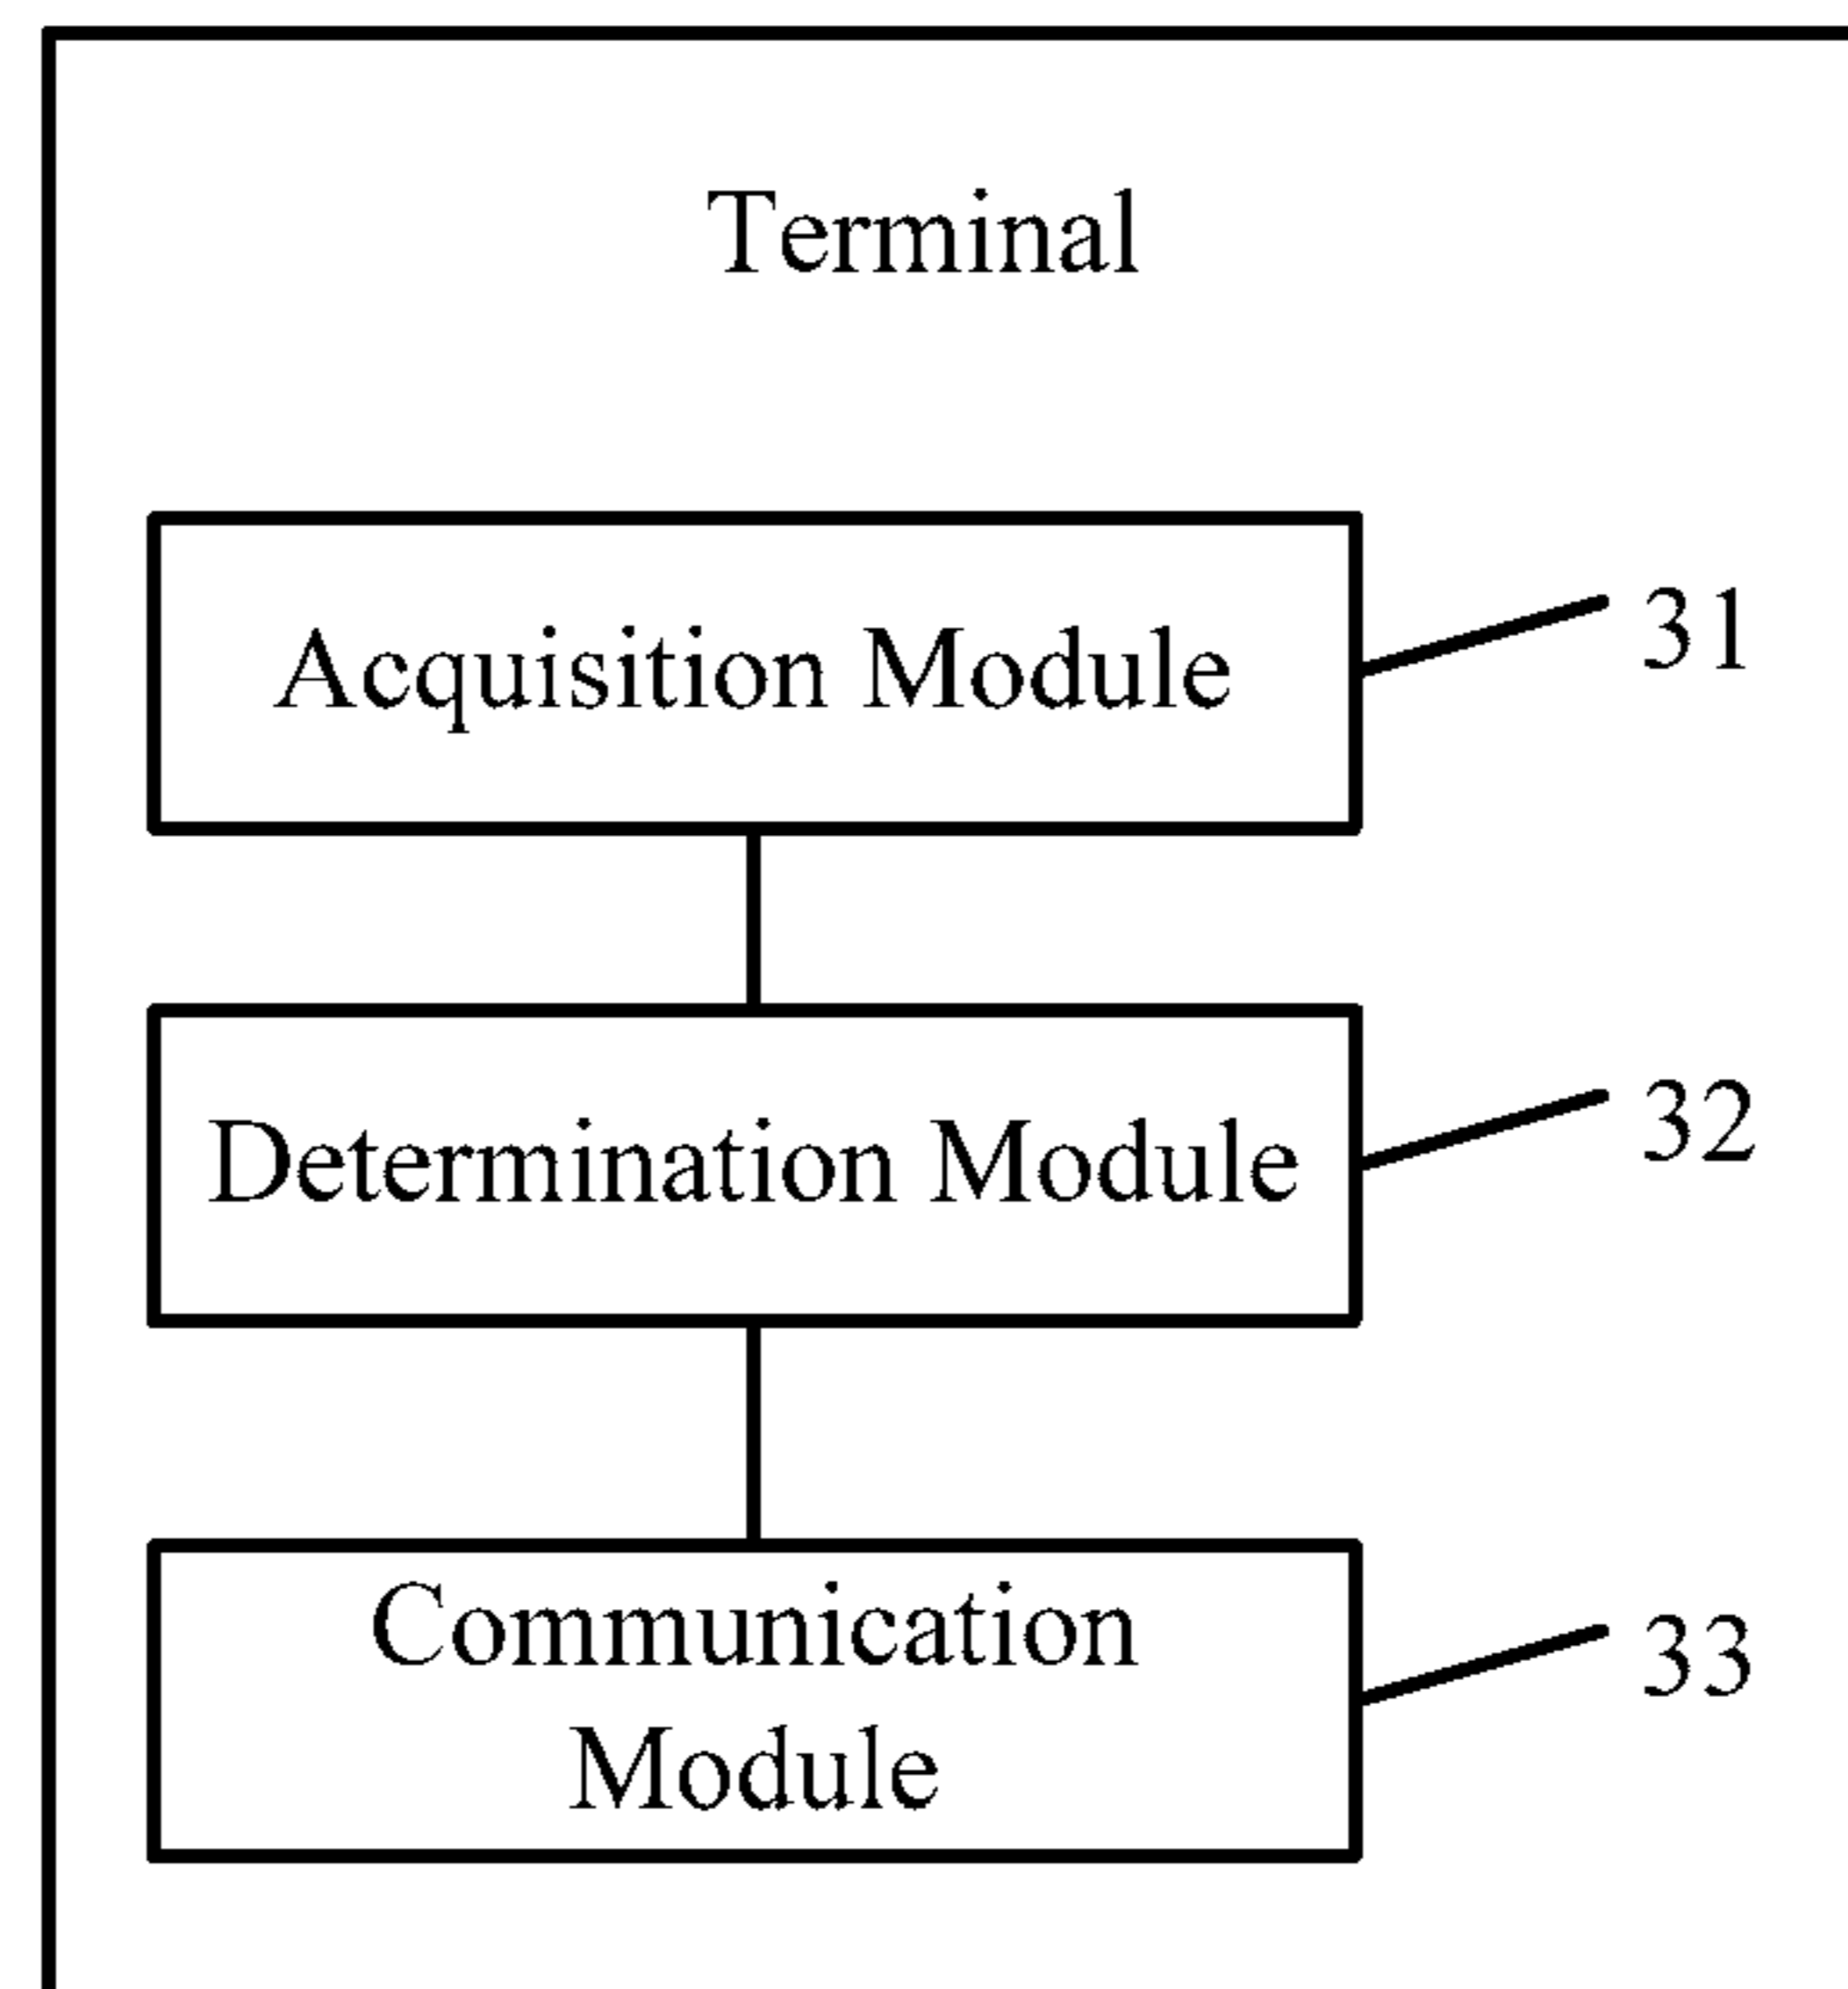 Terminal
Acquisition Module
31
Determination Module
32
Communication
Module
33